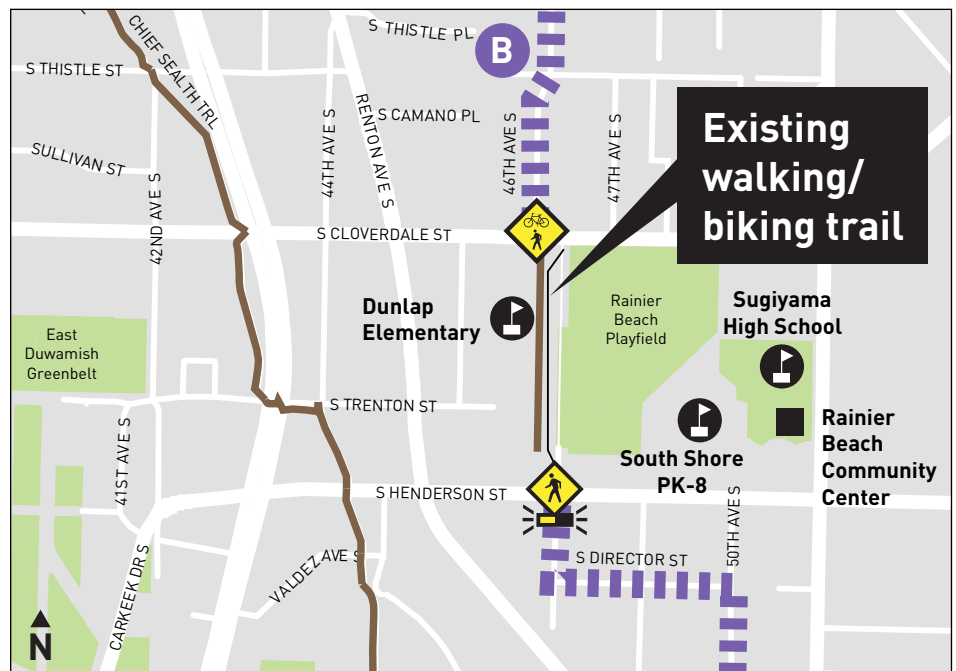 S THISTLE PL
B
CHIEF SEALTH TRL
S THISTLE ST
RENTON AVE S
S CAMANO PL
44TH AVE S
46TH AVE S
47TH AVE S
Existing
walking/
biking trail
SULLIVAN ST
42ND AVE S
S CLOVERDALE ST
Dunlap
Elementary
Rainier
Beach
Playfield
Sugiyama
High School
East
Duwamish
Greenbelt
S TRENTON ST
41ST AVE S
Rainier
Beach
Community
Center
South Shore
PK-8
S HENDERSON ST
50TH AVE S
S DIRECTOR ST
VALDEZ AVE S
CARKEEK DR S
N